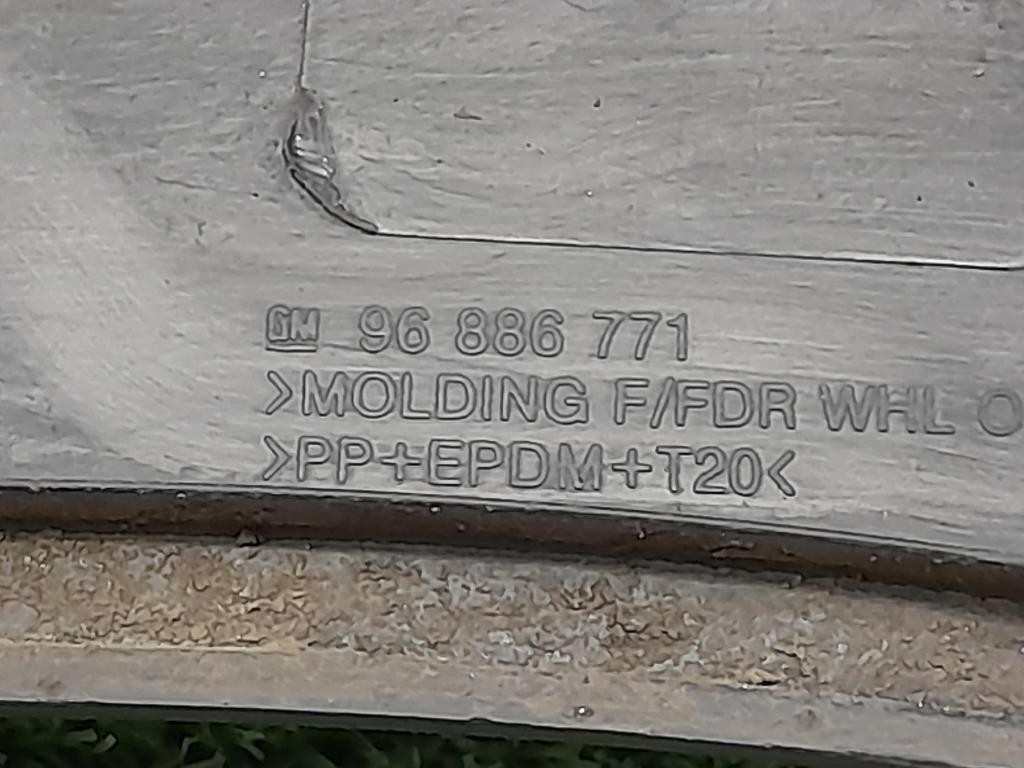 GM 96 886 771
>MOLDING F/FDR WHL O
>PP+EPDM+T20<